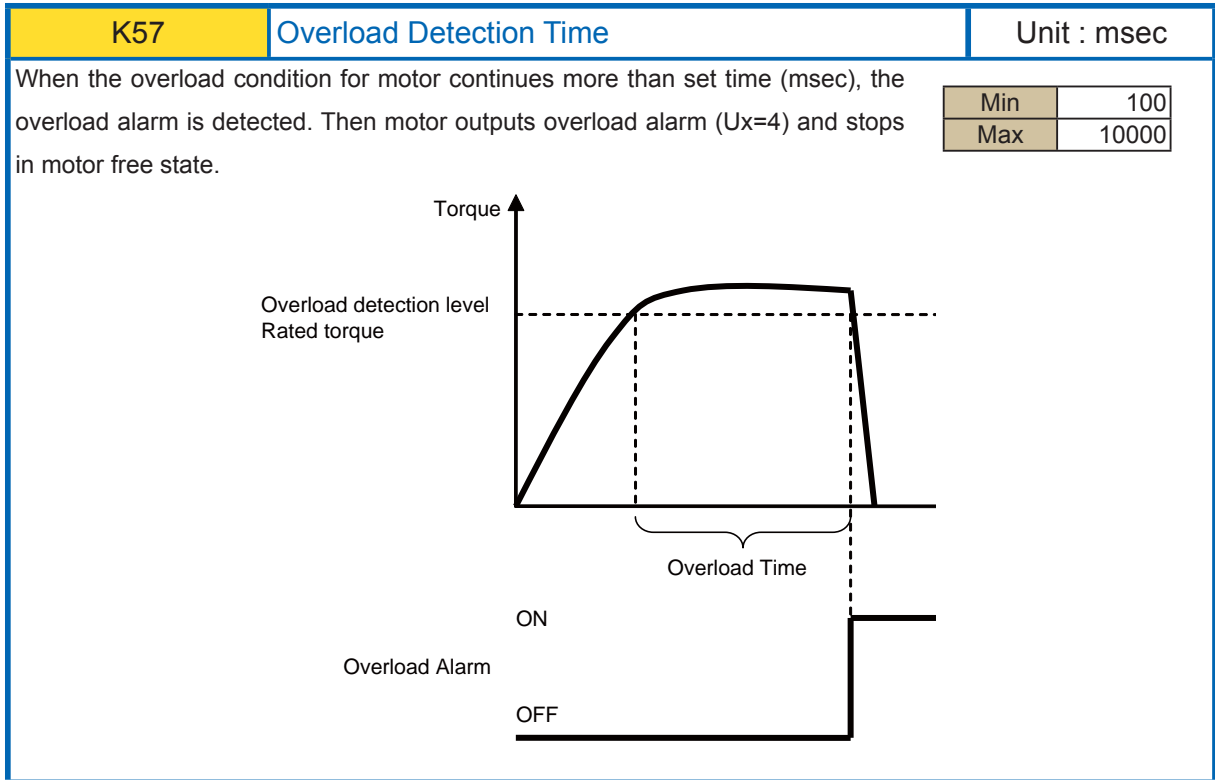 K57 Overload Detection Time Unit : msec
When the overload condition for motor continues more than set time (msec), the
overload alarm is detected. Then motor outputs overload alarm (Ux=4) and stops
in motor free state.
Min 100
Max 10000
Torque
Overload detection level
Rated torque
Overload Time
ON
Overload Alarm
OFF